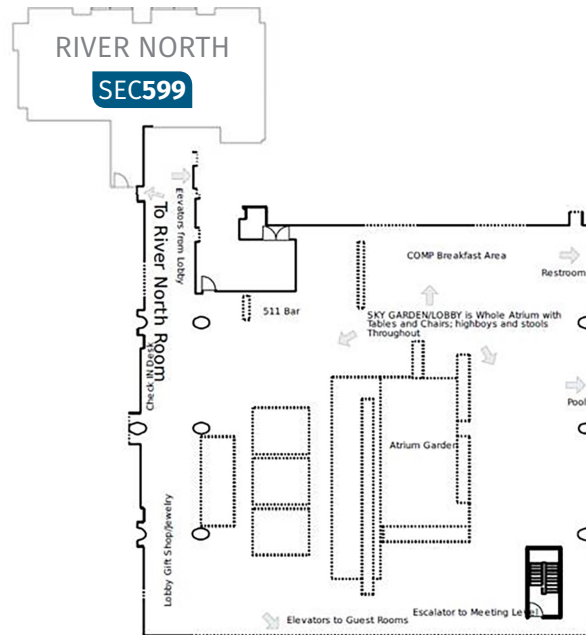 RIVER NORTH
SEC599
Eevators from Lobby
To River North Room
COMP Breakfast Area
Restroom
511 Bar
SKY GARDEN/LOBBY is Whole Atrium with
Tables and Chairs; highboys and stools
Throughout
Check IN Desk
Pool
Atrium Garden
Lobby Gift Shop/Jewelry
Escalator to Meeting Level
Elevators to Guest Rooms